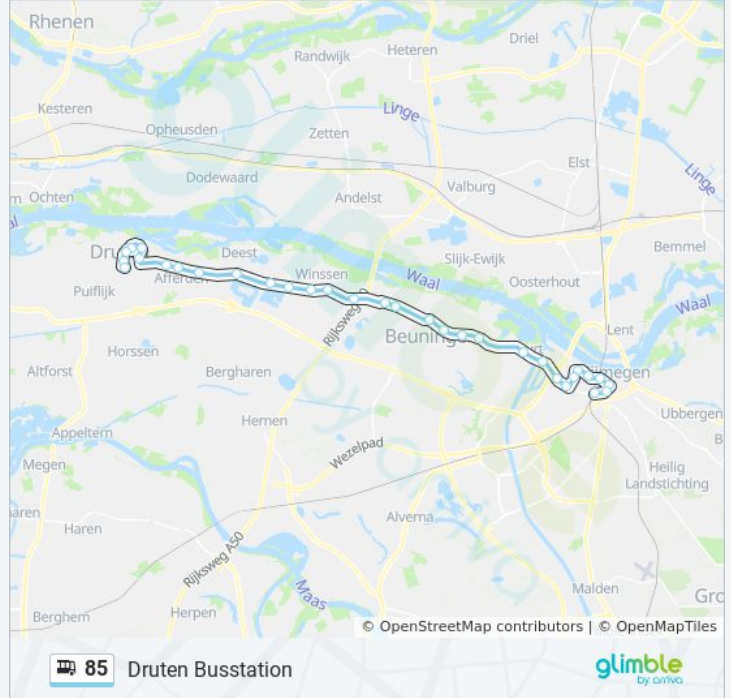 Rhenen
Driel
Heteren
Randwijk
Kesteren
Linge
Opheusden
Zetten
Elst
Linge
Dodewaard
Valburg
Ochten
Andelst
Bemmel
Deest
Slijk-Ewijk
Winssen
Waal
Oosterhout
Puiflijk
Waal
Lent
Beuning
Horssen
Altforst
Bergharen
Ubbergen
Hernen
Appeltern
Wezelpad
Megen
Heilig
Landstichting
Alverna
Haren
Rijksweg A50
Maas
Malden
Berghem
Herpen
© OpenStreetMap contributors | © OpenMapTiles
85 Druten Busstation
glimble
by arriva